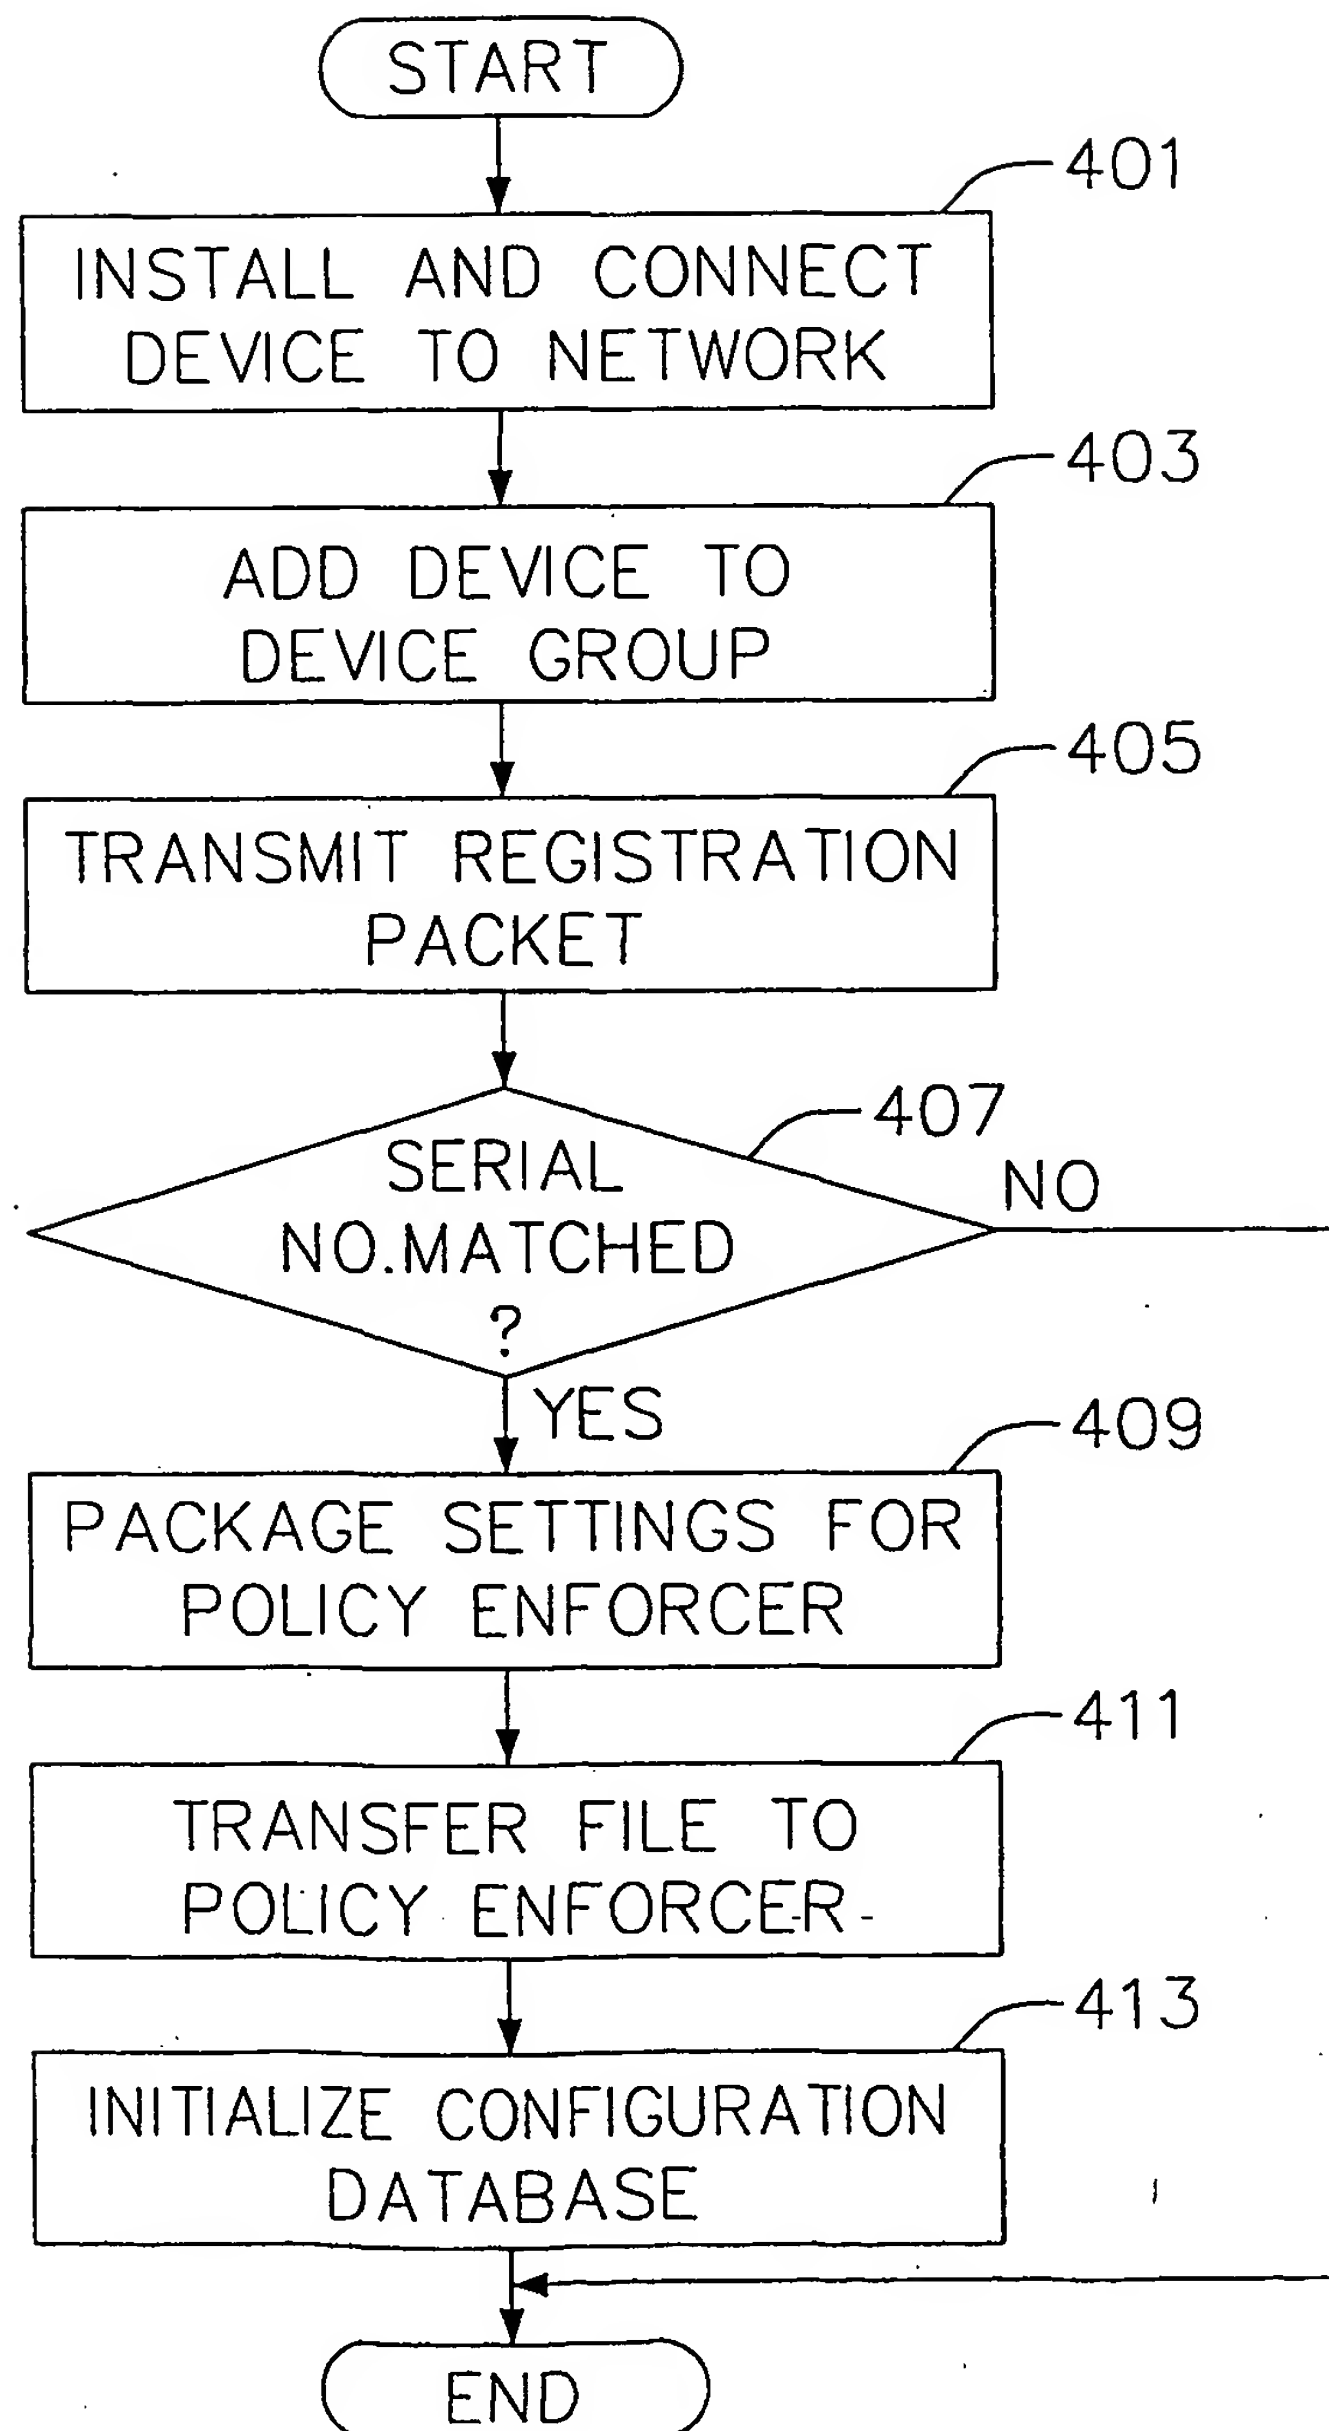 START
401
INSTALL AND CONNECT
DEVICE TO NETWORK
403
ADD DEVICE TO
DEVICE GROUP
405
TRANSMIT REGISTRATION
PACKET
407
SERIAL
NO.MATCHED
?
NO
YES
409
PACKAGE SETTINGS FOR
POLICY ENFORCER
411
TRANSFER FILE TO
POLICY ENFORCER
413
INITIALIZE CONFIGURATION
DATABASE
END